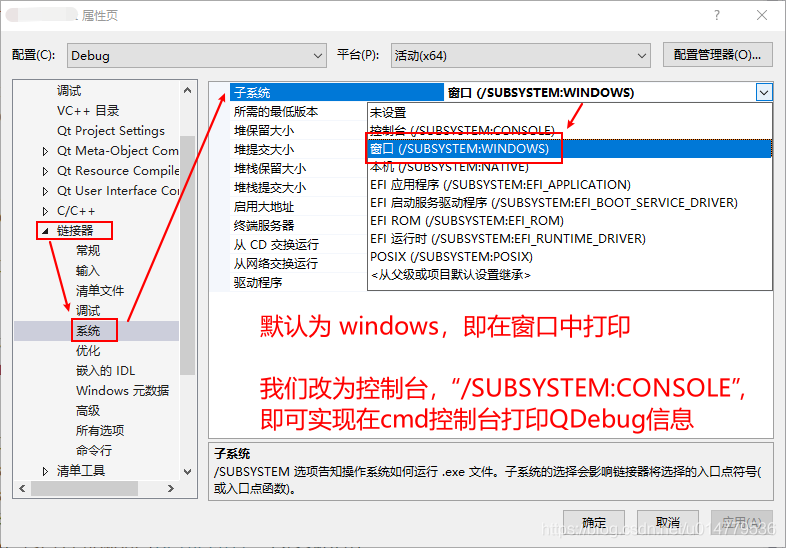 属性页
?
配置(C):
Debug
平台(P):
活动(x64)
配置管理器(O)...
调试
VC++ 目录
Qt Project Settings
Qt Meta-Object Com
Qt Resource Compile
Qt User Interface Cor
C/C++
链接器
常规
输入
清单文件
调试
系统
优化
嵌入的 IDL
Windows 元数据
高级
所有选项
命令行
清单工具
子系统
窗口 (/SUBSYSTEM:WINDOWS)
所需的最低版本
堆保留大小
堆提交大小
堆栈保留大小
堆栈提交大小
启用大地址
终端服务器
从 CD 交换运行
从网络交换运行
驱动程序
未设置
控制台 (/SUBSYSTEM:CONSOLE)
窗口 (/SUBSYSTEM:WINDOWS)
本机 (/SUBSYSTEM:NATIVE)
EFI 应用程序 (/SUBSYSTEM:EFI_APPLICATION)
EFI 启动服务驱动程序 (/SUBSYSTEM:EFI_BOOT_SERVICE_DRIVER)
EFI ROM (/SUBSYSTEM:EFI_ROM)
EFI 运行时 (/SUBSYSTEM:EFI_RUNTIME_DRIVER)
POSIX (/SUBSYSTEM:POSIX)
<从父级或项目默认设置继承>
默认为 windows，即在窗口中打印
我们改为控制台，“/SUBSYSTEM:CONSOLE”，
即可实现在cmd控制台打印QDebug信息
子系统
/SUBSYSTEM 选项告知操作系统如何运行 .exe 文件。子系统的选择会影响链接器将选择的入口点符号(
或入口点函数)。
确定
取消
应用(A)
https://blog.csdn.net/u014779536